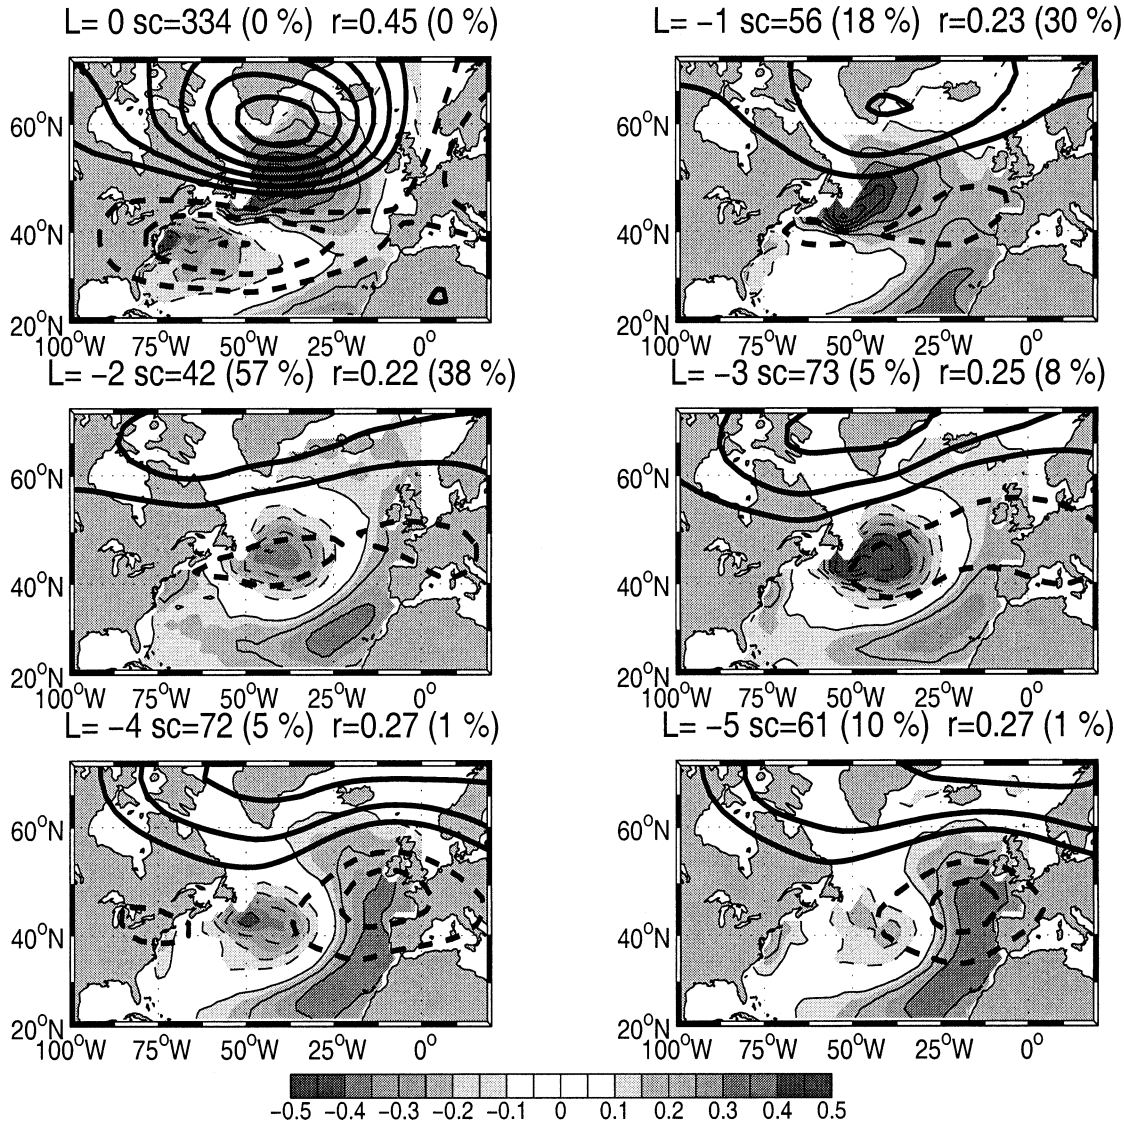 L= 0 sc=334 (0 %) r=0.45 (0 %)
L= −1 sc=56 (18 %) r=0.23 (30 %)
60°N
40°N
20°N
100°W 75°W 50°W 25°W 0°
60°N
40°N
20°N
100°W 75°W 50°W 25°W 0°
L= −2 sc=42 (57 %) r=0.22 (38 %)
L= −3 sc=73 (5 %) r=0.25 (8 %)
60°N
40°N
20°N
100°W 75°W 50°W 25°W 0°
60°N
40°N
20°N
100°W 75°W 50°W 25°W 0°
L= −4 sc=72 (5 %) r=0.27 (1 %)
L= −5 sc=61 (10 %) r=0.27 (1 %)
60°N
40°N
20°N
100°W 75°W 50°W 25°W 0°
60°N
40°N
20°N
100°W 75°W 50°W 25°W 0°
−0.5 −0.4 −0.3 −0.2 −0.1 0 0.1 0.2 0.3 0.4 0.5